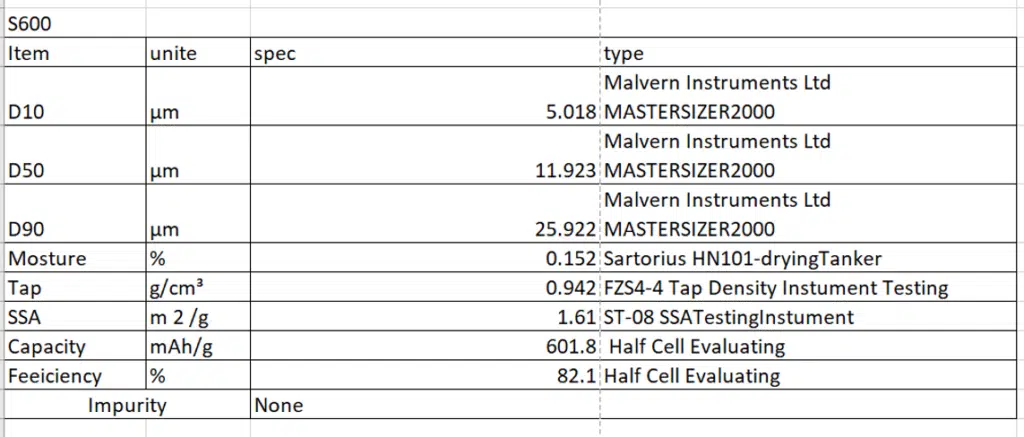 S600
Item unite spec type
Malvern Instruments Ltd
D10 µm 5.018 MASTERSIZER2000
Malvern Instruments Ltd
D50 µm 11.923 MASTERSIZER2000
Malvern Instruments Ltd
D90 µm 25.922 MASTERSIZER2000
Mosture % 0.152 Sartorius HN101-dryingTanker
Tap g/cm³ 0.942 FZS4-4 Tap Density Instument Testing
SSA m 2 /g 1.61 ST-08 SSATestingInstument
Capacity mAh/g 601.8 Half Cell Evaluating
Feeiciency % 82.1 Half Cell Evaluating
Impurity None